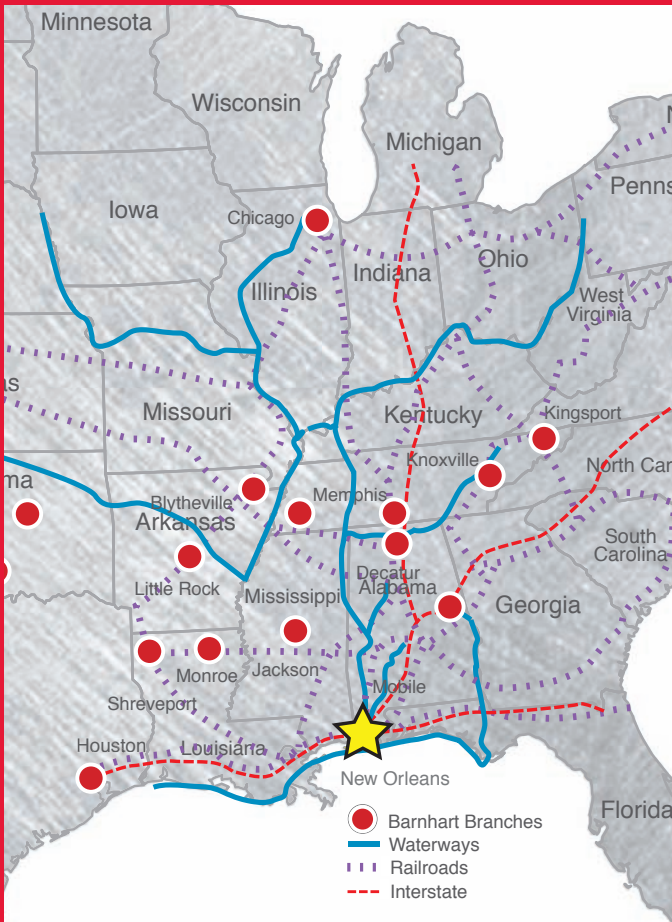 Minnesota
Wisconsin
Michigan
N
Penns
Iowa
Chicago
Ohio
Indiana
Illinois
West
Virginia
as
Missouri
Kentucky
Kingsport
Knoxville
North Car
ma
Blytheville
Memphis
Arkansas
South
Carolina
Decatur
Little Rock
Alabama
Mississippi
Georgia
Jackson
Monroe
Mobile
Shreveport
Houston
Louisiana
New Orleans
Florida
Barnhart Branches
Waterways
Railroads
Interstate